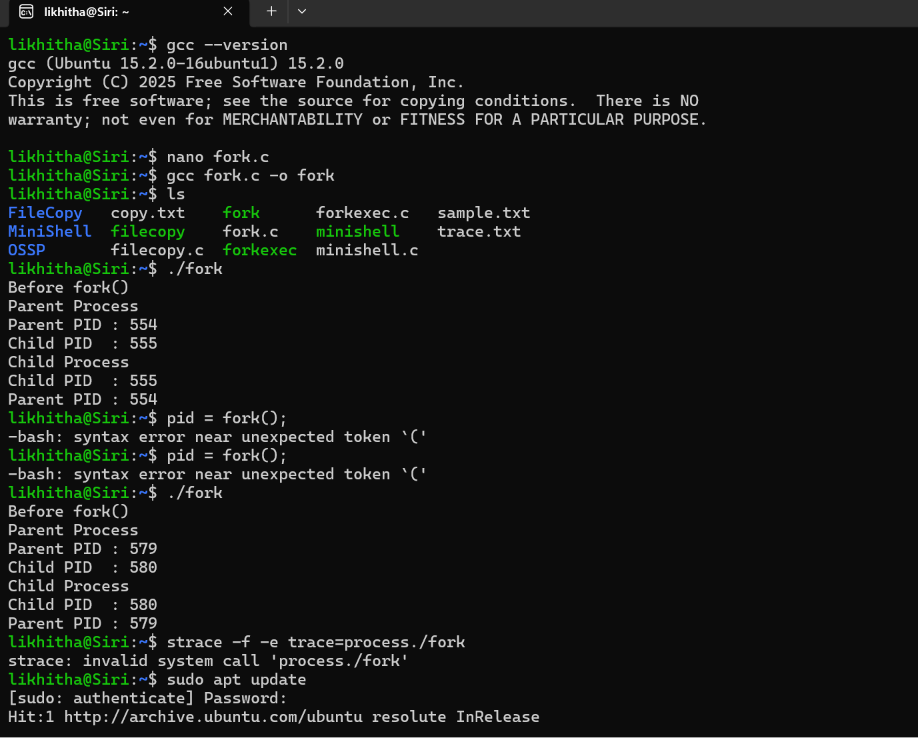 likhitha@Siri: ~
likhitha@Siri:~$ gcc --version
gcc (Ubuntu 15.2.0-16ubuntu1) 15.2.0
Copyright (C) 2025 Free Software Foundation, Inc.
This is free software; see the source for copying conditions.  There is NO
warranty; not even for MERCHANTABILITY or FITNESS FOR A PARTICULAR PURPOSE.
likhitha@Siri:~$ nano fork.c
likhitha@Siri:~$ gcc fork.c -o fork
likhitha@Siri:~$ ls
FileCopy   copy.txt    fork      forkexec.c   sample.txt
MiniShell  filecopy    fork.c    minishell    trace.txt
OSSP       filecopy.c  forkexec  minishell.c
likhitha@Siri:~$ ./fork
Before fork()
Parent Process
Parent PID : 554
Child PID  : 555
Child Process
Child PID  : 555
Parent PID : 554
likhitha@Siri:~$ pid = fork();
-bash: syntax error near unexpected token `('
likhitha@Siri:~$ pid = fork();
-bash: syntax error near unexpected token `('
likhitha@Siri:~$ ./fork
Before fork()
Parent Process
Parent PID : 579
Child PID  : 580
Child Process
Child PID  : 580
Parent PID : 579
likhitha@Siri:~$ strace -f -e trace=process./fork
strace: invalid system call 'process./fork'
likhitha@Siri:~$ sudo apt update
[sudo: authenticate] Password:
Hit:1 http://archive.ubuntu.com/ubuntu resolute InRelease